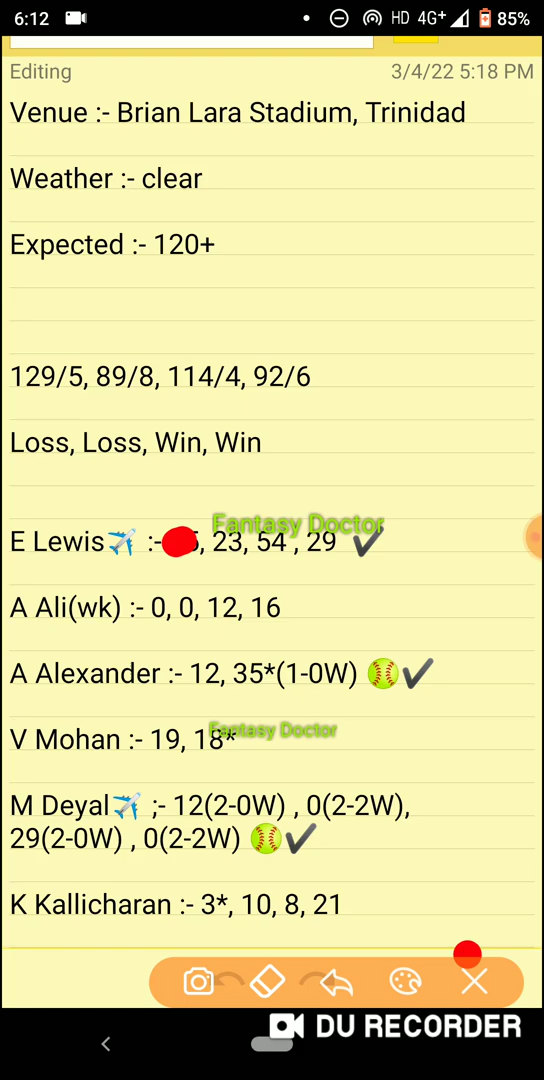 6:12 HD 4G+ 85%
Editing 3/4/22 5:18 PM
Venue :- Brian Lara Stadium, Trinidad
Weather :- clear
Expected :- 120+
129/5, 89/8, 114/4, 92/6
Loss, Loss, Win, Win
Fantasy Doctor
E Lewis✈️ :- 5, 23, 54 , 29 ✔️
A Ali(wk) :- 0, 0, 12, 16
A Alexander :- 12, 35*(1-0W) 🥎✔️
Fantasy Doctor
V Mohan :- 19, 18*
M Deyal✈️ ;- 12(2-0W) , 0(2-2W),
29(2-0W) , 0(2-2W) 🥎✔️
K Kallicharan :- 3*, 10, 8, 21
DU RECORDER